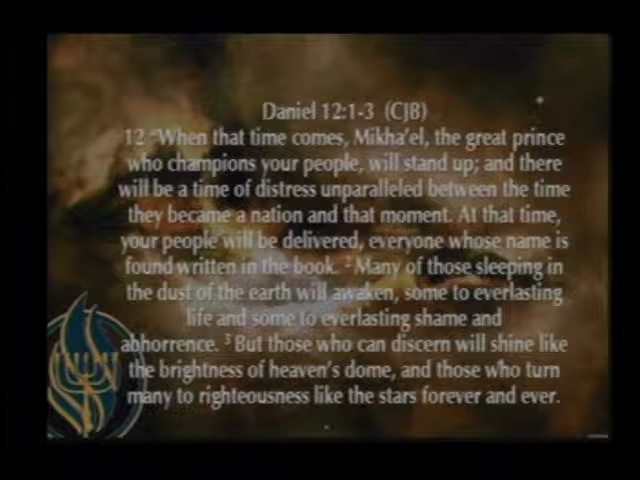 Daniel 12:1-3 (CJB)
12 “When that time comes, Mikha’el, the great prince
who champions your people, will stand up; and there
will be a time of distress unparalleled between the time
they became a nation and that moment. At that time,
your people will be delivered, everyone whose name is
found written in the book. 2 Many of those sleeping in
the dust of the earth will awaken, some to everlasting
life and some to everlasting shame and
abhorrence. 3 But those who can discern will shine like
the brightness of heaven’s dome, and those who turn
many to righteousness like the stars forever and ever.